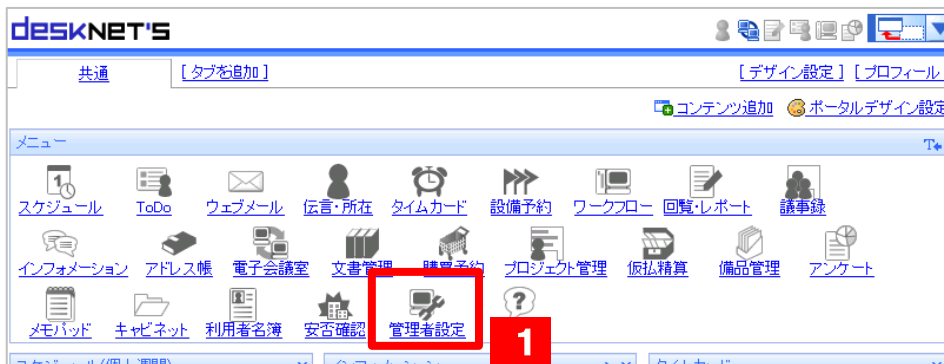 DESKNET'S
共通 [タブを追加] [デザイン設定] [プロフィール
コンテンツ追加 ポータルデザイン設定
メニュー
スケジュール ToDo ウェブメール 伝言・所在 タイムカード 設備予約 ワークフロー 回覧・レポート 議事録
インフォメーション アドレス帳 電子会議室 文書管理 購買予約 プロジェクト管理 仮払精算 備品管理 アンケート
メモパッド キャビネット 利用者名簿 安否確認 管理者設定
1